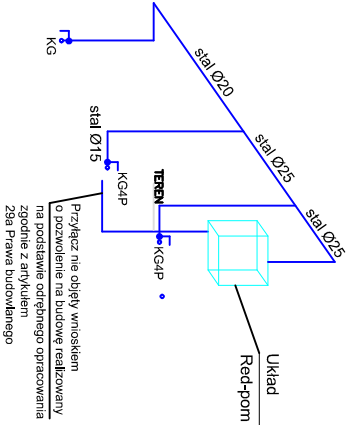 Układ
Red-pom
stal Ø25
stal Ø25
stal Ø20
TEREN
KG4P
KG4P
stal Ø15
KG
Przyłącz nie objęty wnioskiem
o pozwolenie na budowę realizowany
na podstawie odrębnego opracowania
zgodnie z artykułem
29a Prawa budowlanego